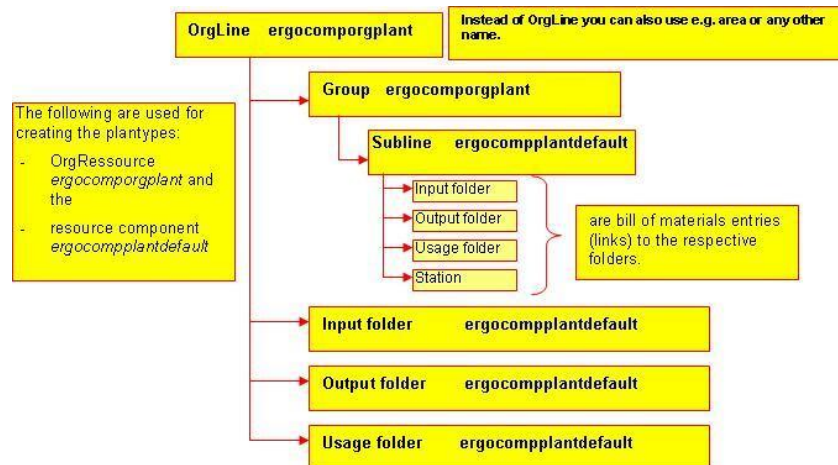 OrgLine ergocomporgplant
Instead of OrgLine you can also use e.g. area or any other
name.
Group ergocomporgplant
The following are used for
creating the plantypes:
- OrgRessource
ergocomporgplant and
the
- resource component
ergocompplantdefault
Subline ergocompplantdefault
Input folder
Output folder
Usage folder
Station
are bill of materials entries
(links) to the respective
folders.
Input folder ergocompplantdefault
Output folder ergocompplantdefault
Usage folder ergocompplantdefault